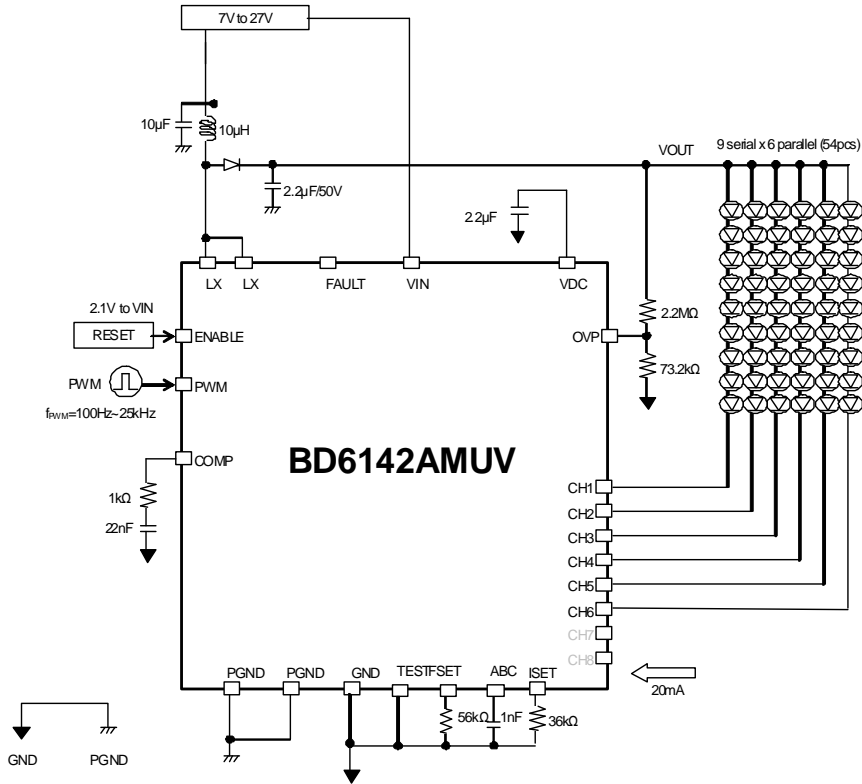 7V to 27V
10µF
10µH
VOUT
9 serial x 6 parallel (54pcs)
2.2µF/50V
2.2µF
LX
LX
FAULT
VIN
VDC
2.1V to VIN
RESET
ENABLE
OVP
2.2MΩ
73.2kΩ
PWM
PWM
fPWM=100Hz~25kHz
COMP
BD6142AMUV
1kΩ
22nF
CH1
CH2
CH3
CH4
CH5
CH6
CH7
CH8
20mA
PGND
PGND
GND
TEST
FSET
ABC
ISET
56kΩ
1nF
36kΩ
GND
PGND